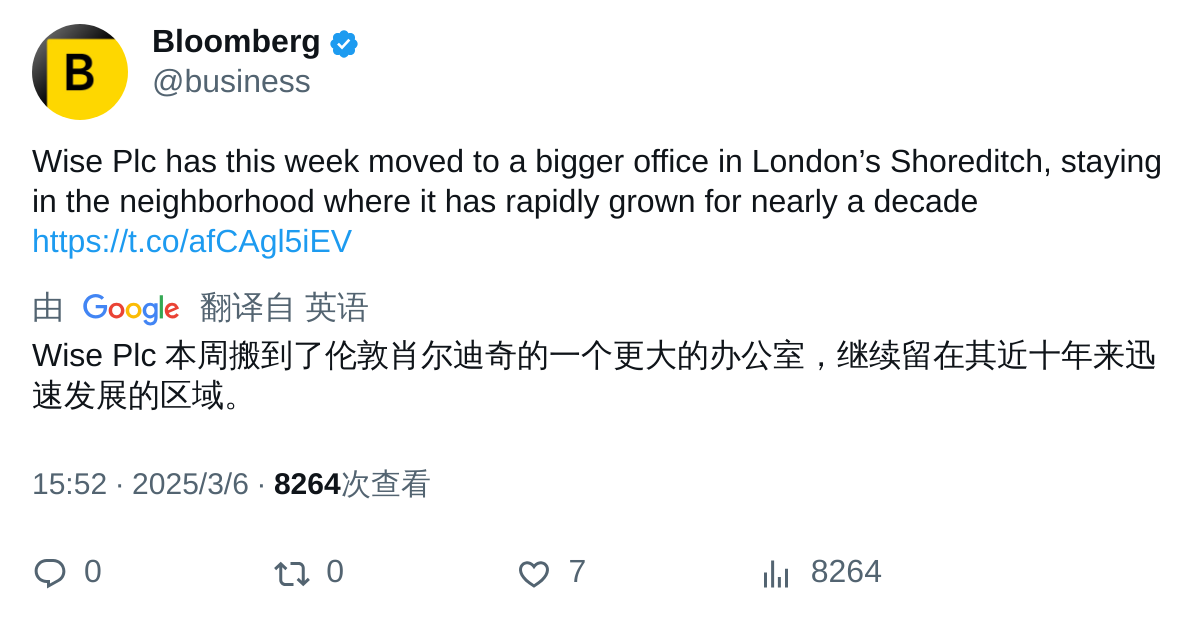 B
Bloomberg
@business
Wise Plc has this week moved to a bigger office in London’s Shoreditch, staying
in the neighborhood where it has rapidly grown for nearly a decade
https://t.co/afCAgl5iEV
由 Google 翻译自 英语
Wise Plc 本周搬到了伦敦肖尔迪奇的一个更大的办公室，继续留在其近十年来迅
速发展的区域。
15:52 · 2025/3/6 · 8264次查看
0 0 7 8264